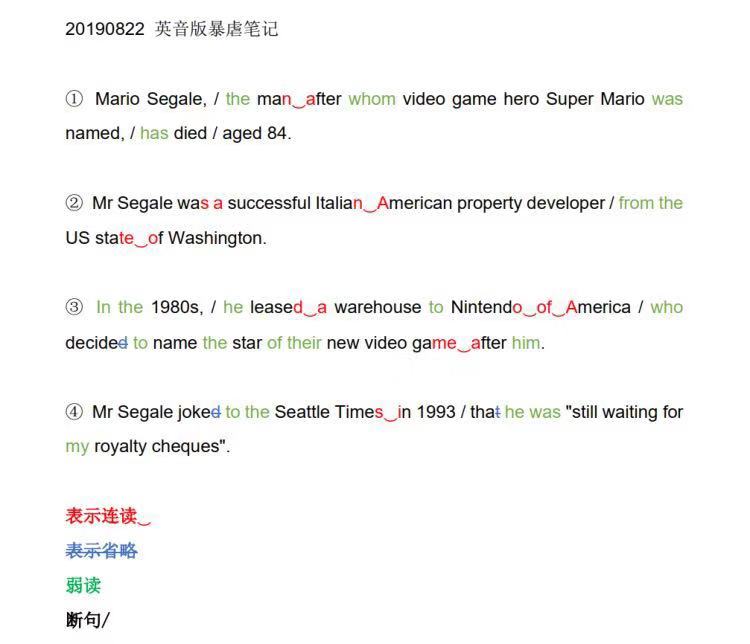 20190822 英音版暴虐笔记
① Mario Segale, / the man‿after whom video game hero Super Mario was
named, / has died / aged 84.
② Mr Segale was a successful Italian‿American property developer / from the
US state‿of Washington.
③ In the 1980s, / he leased‿a warehouse to Nintendo‿of‿America / who
decided to name the star of their new video game‿after him.
④ Mr Segale joked to the Seattle Times‿in 1993 / that he was "still waiting for
my royalty cheques".
表示连读‿
表示省略
弱读
断句/